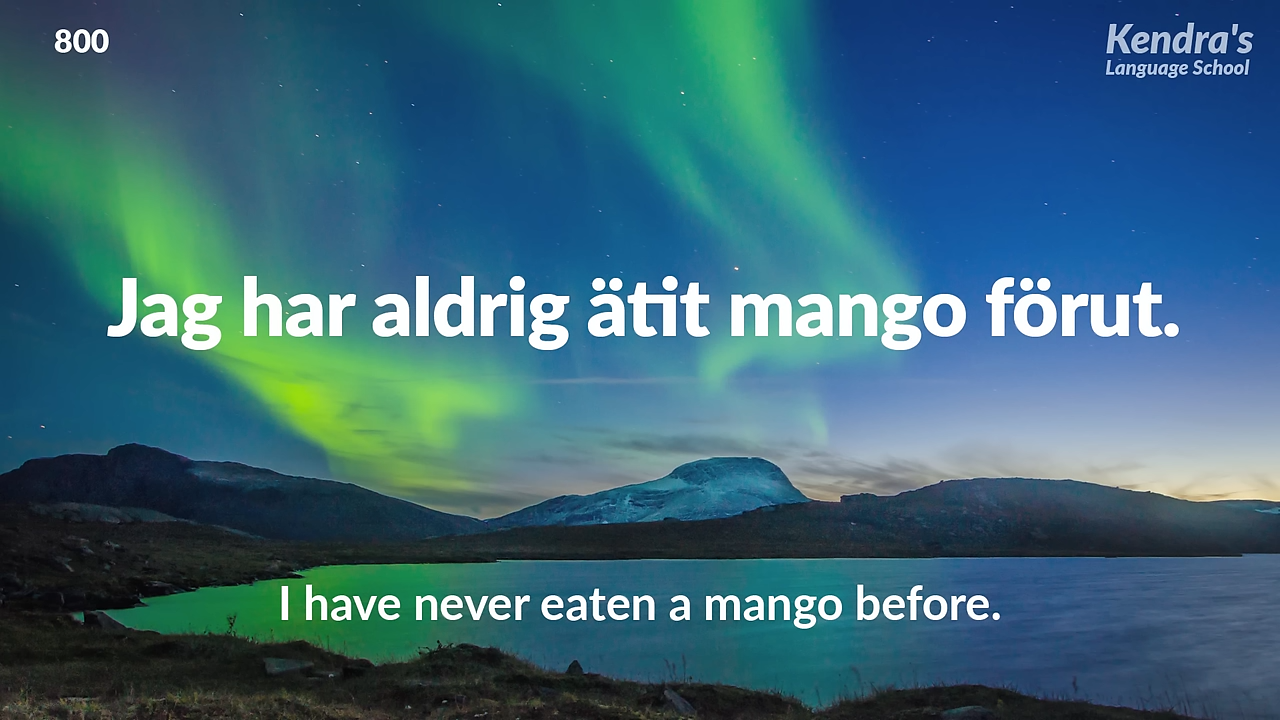 800
Kendra's
Language School
Jag har aldrig ätit mango förut.
I have never eaten a mango before.